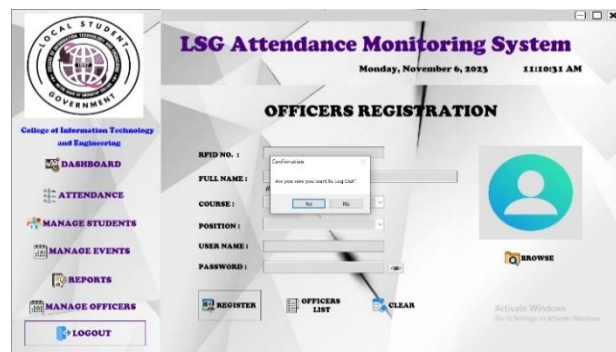 LOCAL STUDENT
GOVERNMENT
LSG Attendance Monitoring System
Monday, November 6, 2023 11:10:31 AM
College of Information Technology
and Engineering
DASHBOARD
ATTENDANCE
MANAGE STUDENTS
MANAGE EVENTS
REPORTS
MANAGE OFFICERS
LOGOUT
OFFICERS REGISTRATION
RFID NO. :
FULL NAME :
COURSE :
POSITION :
USER NAME :
PASSWORD :
Confirmation
Are you sure you want to Log Out?
No
BROWSE
REGISTER
OFFICERS
LIST
CLEAR
Activate Windows
Go to Settings to activate Windows.